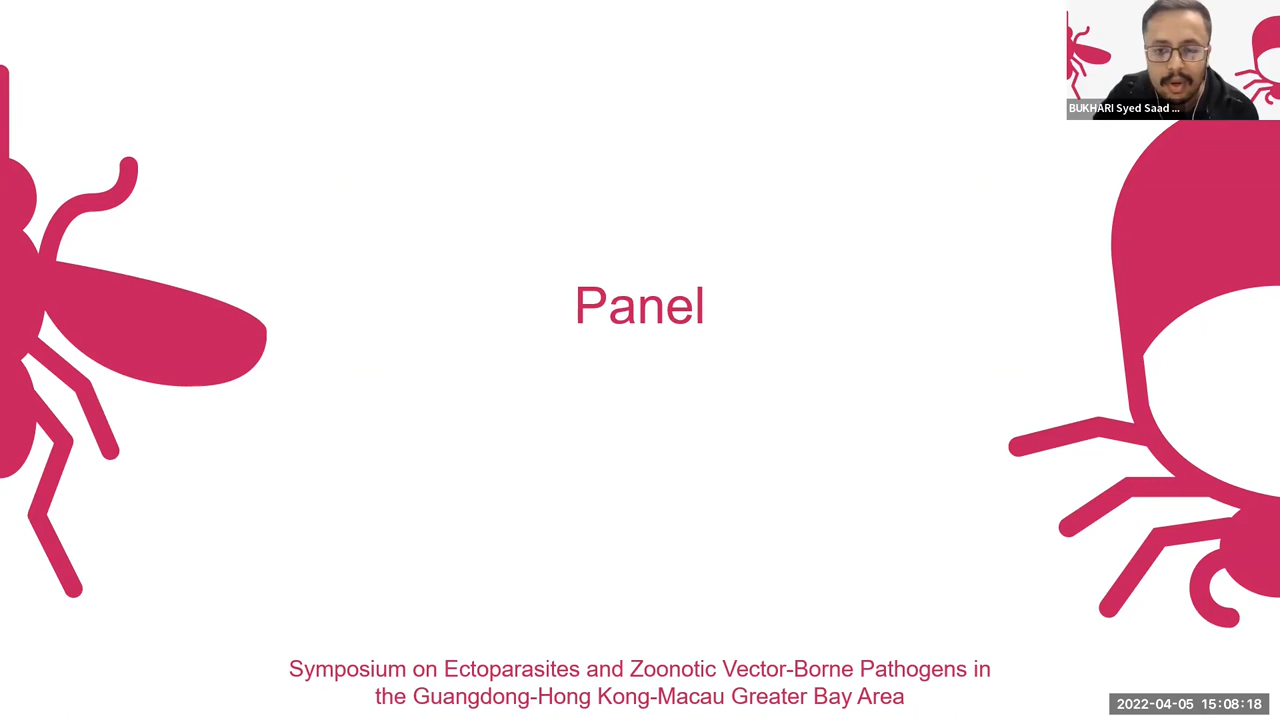 BUKHARI Syed Saad ...
Panel
Symposium on Ectoparasites and Zoonotic Vector-Borne Pathogens in
the Guangdong-Hong Kong-Macau Greater Bay Area
2022-04-05 15:08:18